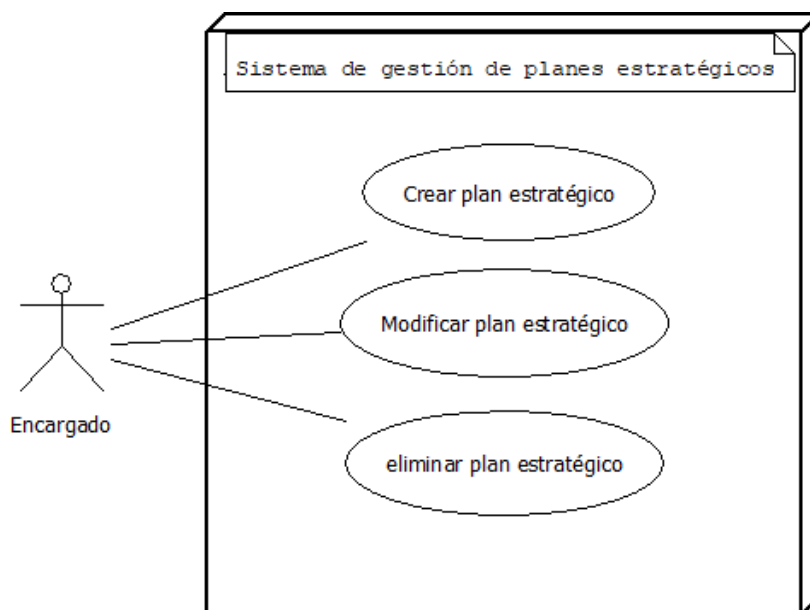 Sistema de gestión de planes estratégicos
Crear plan estratégico
Modificar plan estratégico
Encargado
eliminar plan estratégico